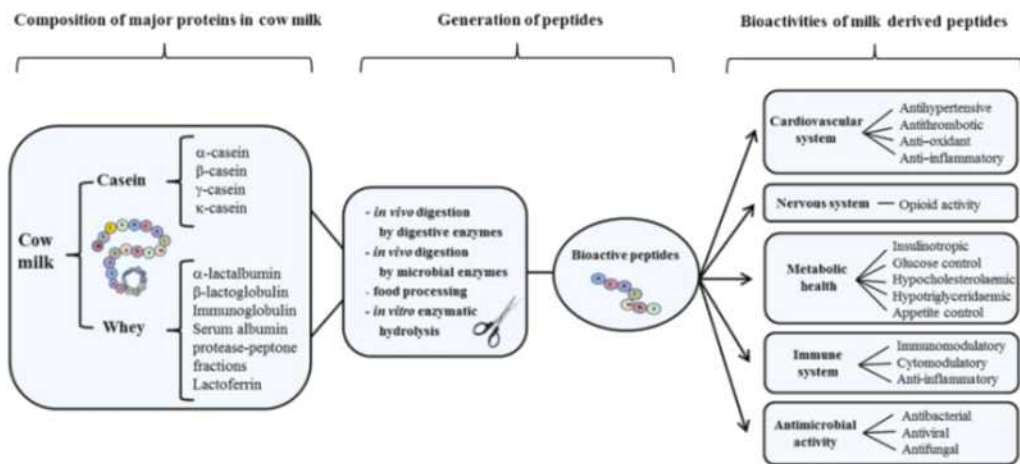 Composition of major proteins in cow milk
Generation of peptides
Bioactivities of milk derived peptides
Cow
milk
Casein
α-casein
β-casein
γ-casein
κ-casein
Whey
α-lactalbumin
β-lactoglobulin
Immunoglobulin
Serum albumin
protease-peptone
fractions
Lactoferrin
- in vivo digestion
by digestive enzymes
- in vivo digestion
by microbial enzymes
- food processing
- in vitro enzymatic
hydrolysis
Bioactive peptides
Cardiovascular
system
Antihypertensive
Antithrombotic
Anti-oxidant
Anti-inflammatory
Nervous system
Opioid activity
Metabolic
health
Insulinotropic
Glucose control
Hypocholesterolaemic
Hypotriglyceridaemic
Appetite control
Immune
system
Immunomodulatory
Cytomodulatory
Anti-inflammatory
Antimicrobial
activity
Antibacterial
Antiviral
Antifungal